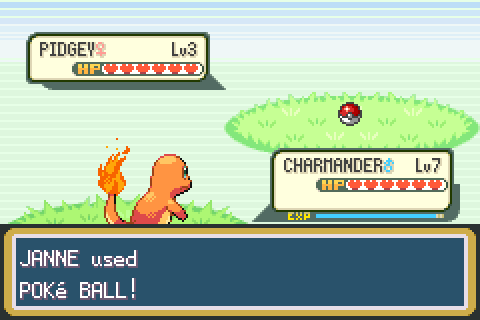 PIDGEY♀ Lv3
HP
CHARMANDER♂ Lv7
HP
EXP
JANNE used
POKé BALL!